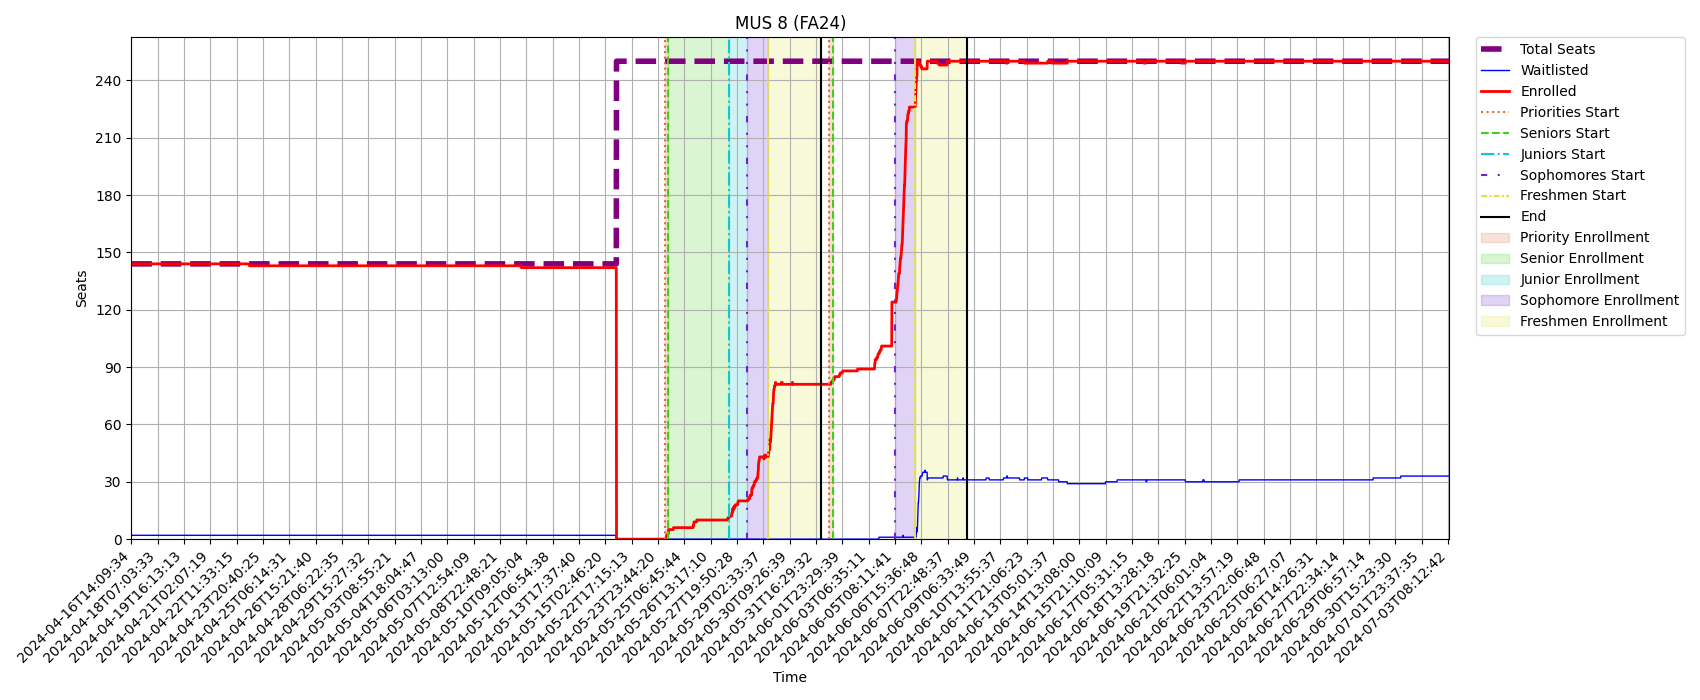 MUS 8 (FA24)
Total Seats
Waitlisted
Enrolled
Priorities Start
Seniors Start
Juniors Start
Sophomores Start
Freshmen Start
End
Priority Enrollment
Senior Enrollment
Junior Enrollment
Sophomore Enrollment
Freshmen Enrollment
Seats
240
210
180
150
120
90
60
30
0
2024-04-16T14:09:34
2024-04-18T07:03:33
2024-04-19T16:13:13
2024-04-21T02:07:19
2024-04-22T11:33:15
2024-04-23T20:40:25
2024-04-25T06:14:31
2024-04-26T15:21:40
2024-04-28T06:22:35
2024-04-29T15:27:32
2024-05-03T08:55:21
2024-05-04T18:04:47
2024-05-06T03:13:00
2024-05-07T12:54:09
2024-05-08T22:48:21
2024-05-10T09:05:04
2024-05-12T06:54:38
2024-05-13T17:37:40
2024-05-15T02:46:20
2024-05-22T17:15:13
2024-05-23T23:44:20
2024-05-25T06:45:44
2024-05-26T13:17:10
2024-05-27T19:50:28
2024-05-29T02:33:37
2024-05-30T09:26:39
2024-05-31T16:29:32
2024-06-01T23:29:39
2024-06-03T06:35:11
2024-06-05T08:11:41
2024-06-06T15:36:48
2024-06-07T22:48:37
2024-06-09T06:33:49
2024-06-10T13:55:37
2024-06-11T21:06:23
2024-06-13T05:01:37
2024-06-14T13:08:00
2024-06-15T21:10:09
2024-06-17T05:31:15
2024-06-18T13:28:18
2024-06-19T21:32:25
2024-06-21T06:01:04
2024-06-22T13:57:19
2024-06-23T22:06:48
2024-06-25T06:27:07
2024-06-26T14:26:31
2024-06-27T22:34:14
2024-06-29T06:57:14
2024-06-30T15:23:30
2024-07-01T23:37:35
2024-07-03T08:12:42
Time